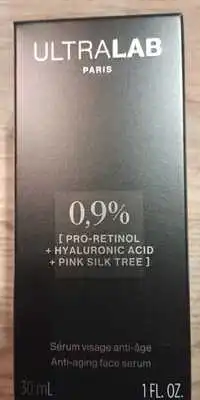 ULTRALAB
PARIS
0,9%
[ PRO-RETINOL
+ HYALURONIC ACID
+ PINK SILK TREE ]
Sérum visage anti-âge
Anti-aging face serum
30 mL 1 FL. OZ.